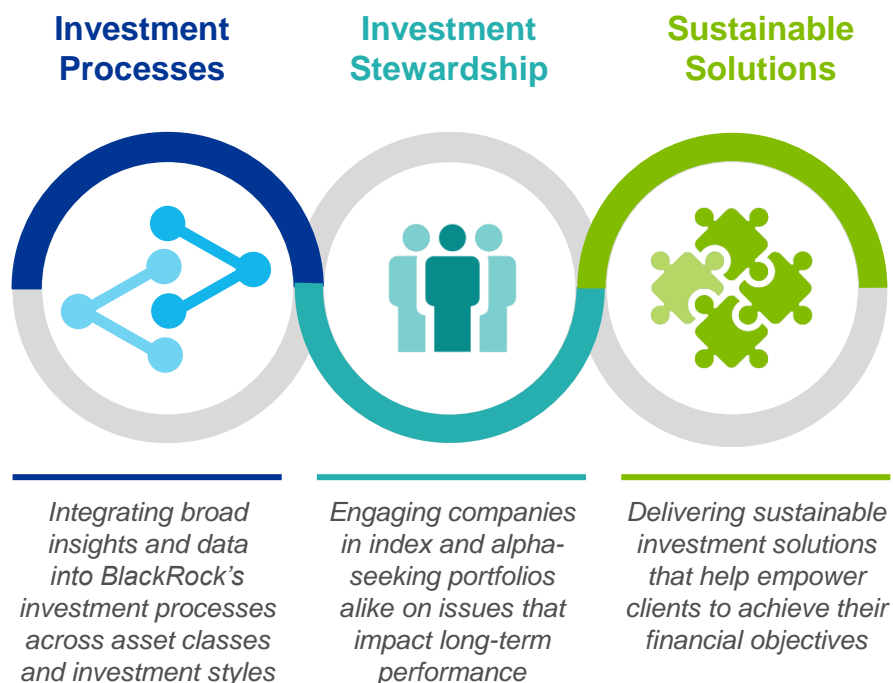 Investment
Processes
Investment
Stewardship
Sustainable
Solutions
Integrating broad
insights and data
into BlackRock’s
investment processes
across asset classes
and investment styles
Engaging companies
in index and alpha-
seeking portfolios
alike on issues that
impact long-term
performance
Delivering sustainable
investment solutions
that help empower
clients to achieve their
financial objectives